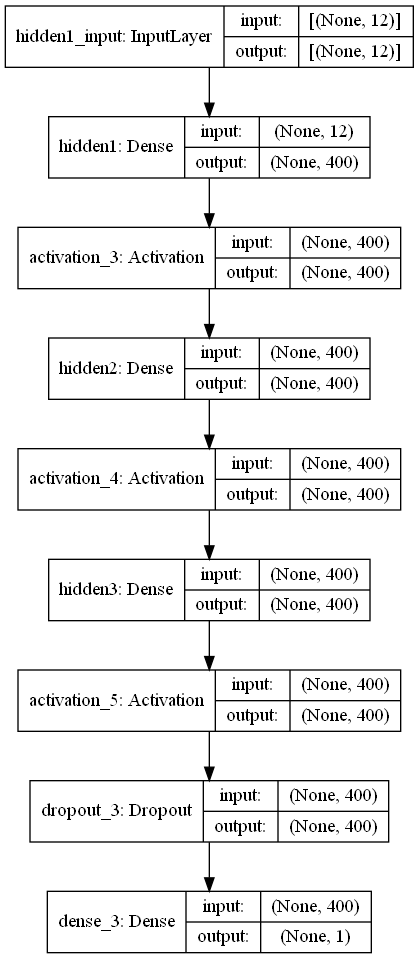 hidden1_input: InputLayer
input: [(None, 12)]
output: [(None, 12)]
hidden1: Dense
input: (None, 12)
output: (None, 400)
activation_3: Activation
input: (None, 400)
output: (None, 400)
hidden2: Dense
input: (None, 400)
output: (None, 400)
activation_4: Activation
input: (None, 400)
output: (None, 400)
hidden3: Dense
input: (None, 400)
output: (None, 400)
activation_5: Activation
input: (None, 400)
output: (None, 400)
dropout_3: Dropout
input: (None, 400)
output: (None, 400)
dense_3: Dense
input: (None, 400)
output: (None, 1)